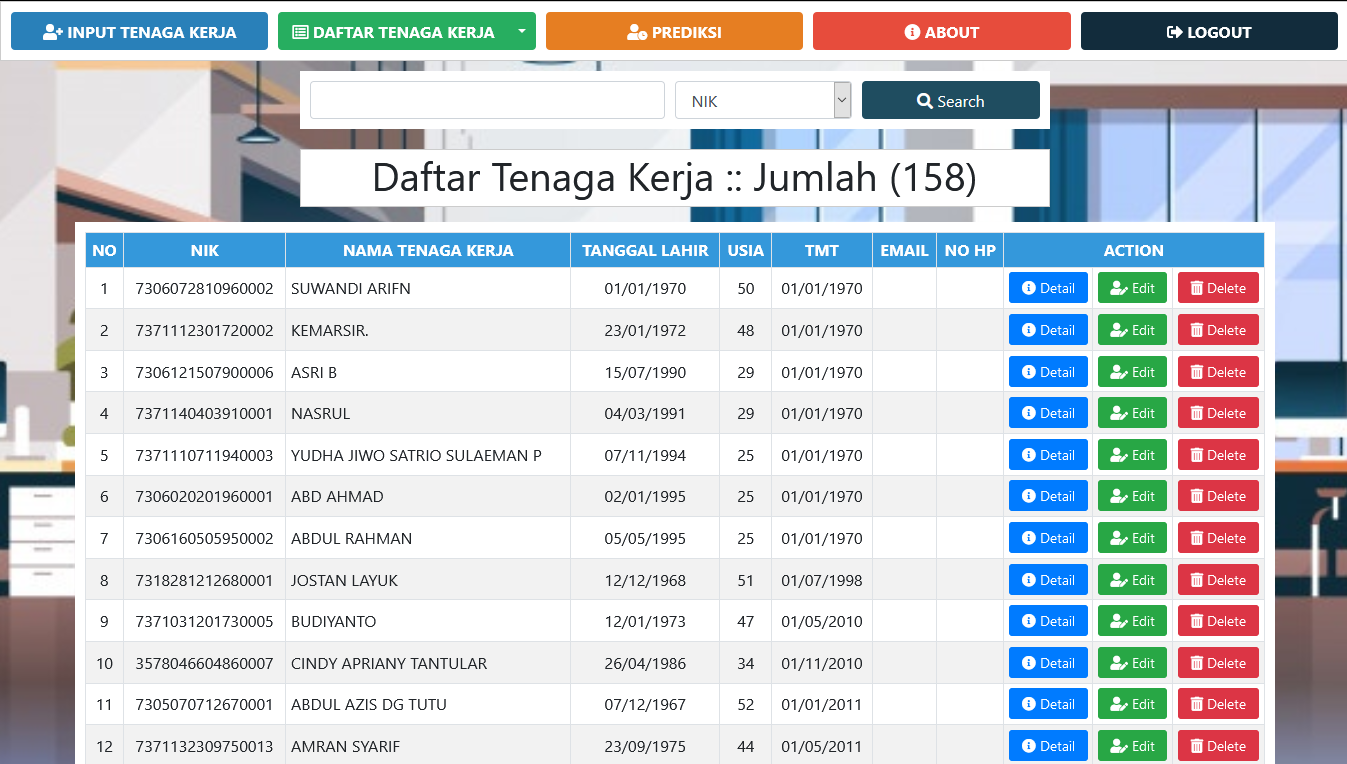 INPUT TENAGA KERJA DAFTAR TENAGA KERJA PREDIKSI ABOUT LOGOUT
NIK Search
Daftar Tenaga Kerja :: Jumlah (158)
NO NIK NAMA TENAGA KERJA TANGGAL LAHIR USIA TMT EMAIL NO HP ACTION
1 7306072810960002 SUWANDI ARIFN 01/01/1970 50 01/01/1970 Detail Edit Delete
2 7371112301720002 KEMARSIR. 23/01/1972 48 01/01/1970 Detail Edit Delete
3 7306121507900006 ASRI B 15/07/1990 29 01/01/1970 Detail Edit Delete
4 7371140403910001 NASRUL 04/03/1991 29 01/01/1970 Detail Edit Delete
5 7371110711940003 YUDHA JIWO SATRIO SULAEMAN P 07/11/1994 25 01/01/1970 Detail Edit Delete
6 7306020201960001 ABD AHMAD 02/01/1995 25 01/01/1970 Detail Edit Delete
7 7306160505950002 ABDUL RAHMAN 05/05/1995 25 01/01/1970 Detail Edit Delete
8 7318281212680001 JOSTAN LAYUK 12/12/1968 51 01/07/1998 Detail Edit Delete
9 7371031201730005 BUDIYANTO 12/01/1973 47 01/05/2010 Detail Edit Delete
10 3578046604860007 CINDY APRIANY TANTULAR 26/04/1986 34 01/11/2010 Detail Edit Delete
11 7305070712670001 ABDUL AZIS DG TUTU 07/12/1967 52 01/01/2011 Detail Edit Delete
12 7371132309750013 AMRAN SYARIF 23/09/1975 44 01/05/2011 Detail Edit Delete